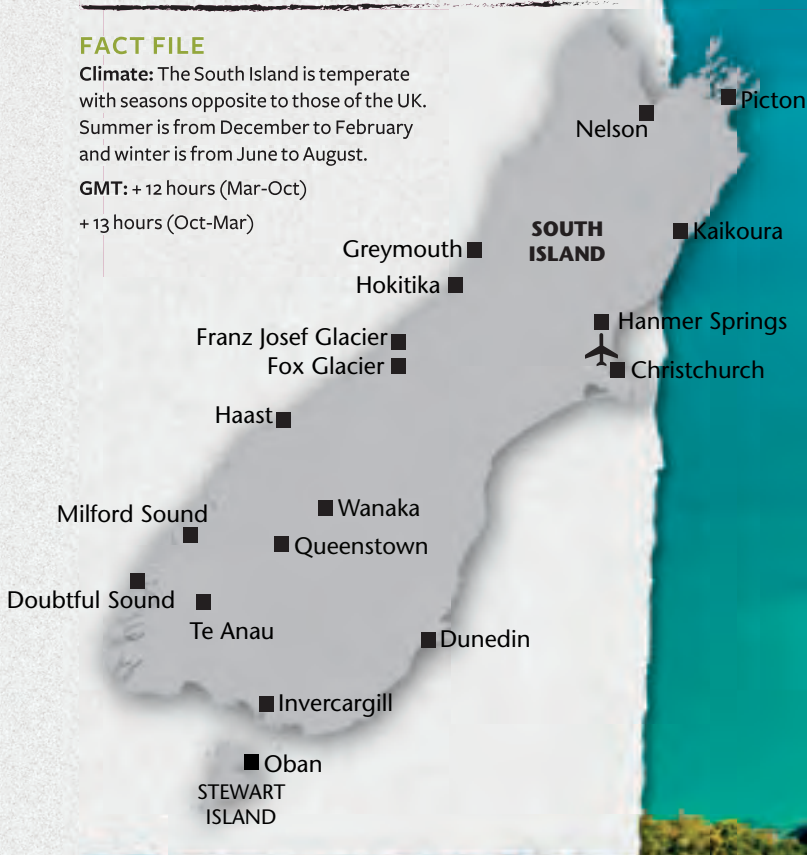 FACT FILE
Climate: The South Island is temperate
with seasons opposite to those of the UK.
Summer is from December to February
and winter is from June to August.
GMT: + 12 hours (Mar-Oct)
+ 13 hours (Oct-Mar)
Picton
Nelson
SOUTH
ISLAND
Kaikoura
Greymouth
Hokitika
Hanmer Springs
Franz Josef Glacier
Fox Glacier
Christchurch
Haast
Wanaka
Milford Sound
Queenstown
Doubtful Sound
Te Anau
Dunedin
Invercargill
Oban
STEWART
ISLAND